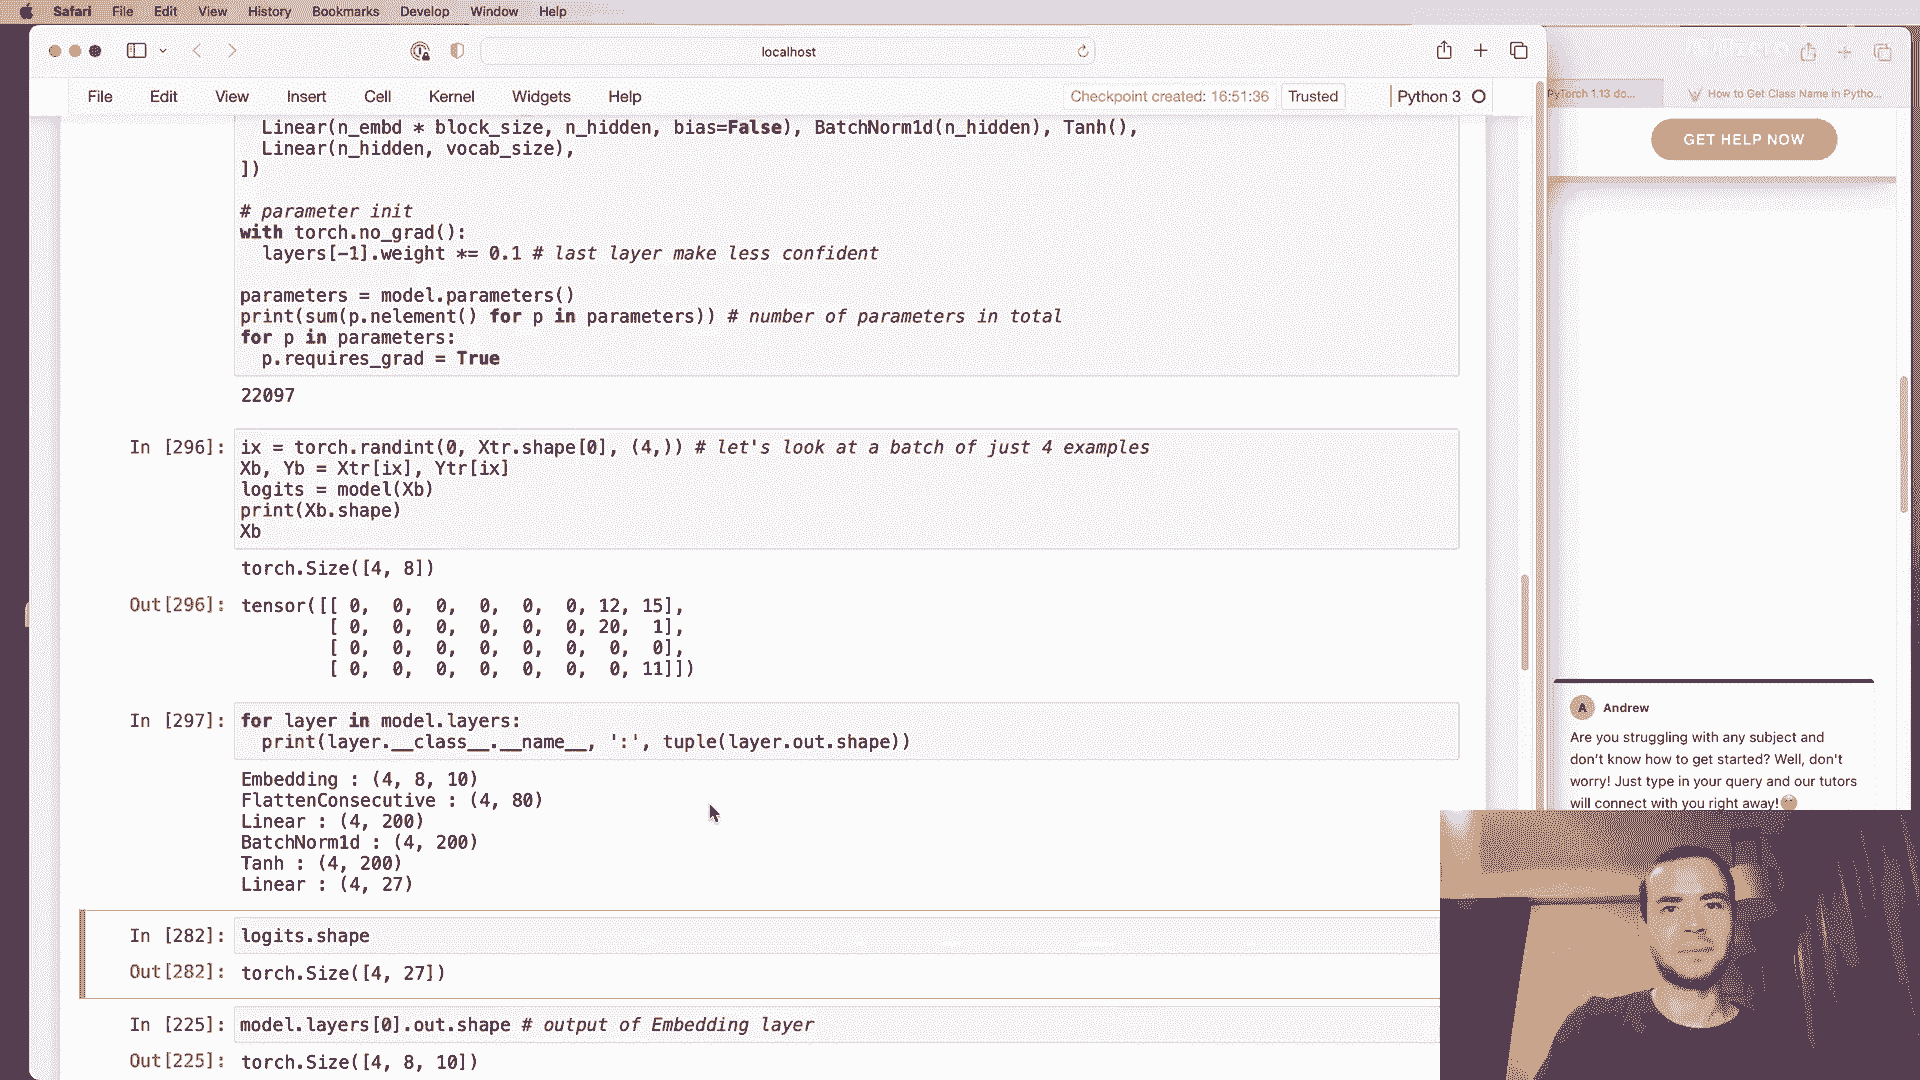 Safari File Edit View History Bookmarks Develop Window Help
localhost
File Edit View Insert Cell Kernel Widgets Help
Checkpoint created: 16:51:36 Trusted Python 3
PyTorch 1.13 do... How to Get Class Name in Pytho...
GET HELP NOW
Linear(n_embd * block_size, n_hidden, bias=False), BatchNorm1d(n_hidden), Tanh(),
Linear(n_hidden, vocab_size),
])
# parameter init
with torch.no_grad():
layers[-1].weight *= 0.1 # last layer make less confident
parameters = model.parameters()
print(sum(p.nelement() for p in parameters)) # number of parameters in total
for p in parameters:
p.requires_grad = True
22097
In [296]: ix = torch.randint(0, Xtr.shape[0], (4,)) # let's look at a batch of just 4 examples
Xb, Yb = Xtr[ix], Ytr[ix]
logits = model(Xb)
print(Xb.shape)
Xb
torch.Size([4, 8])
Out[296]: tensor([[ 0, 0, 0, 0, 0, 0, 12, 15],
[ 0, 0, 0, 0, 0, 0, 20, 1],
[ 0, 0, 0, 0, 0, 0, 0, 0],
[ 0, 0, 0, 0, 0, 0, 0, 11]])
In [297]: for layer in model.layers:
print(layer.__class__.__name__, ':', tuple(layer.out.shape))
Embedding : (4, 8, 10)
FlattenConsecutive : (4, 80)
Linear : (4, 200)
BatchNorm1d : (4, 200)
Tanh : (4, 200)
Linear : (4, 27)
In [282]: logits.shape
Out[282]: torch.Size([4, 27])
In [225]: model.layers[0].out.shape # output of Embedding layer
Out[225]: torch.Size([4, 8, 10])
A Andrew
Are you struggling with any subject and
don't know how to get started? Well, don't
worry! Just type in your query and our tutors
will connect with you right away!